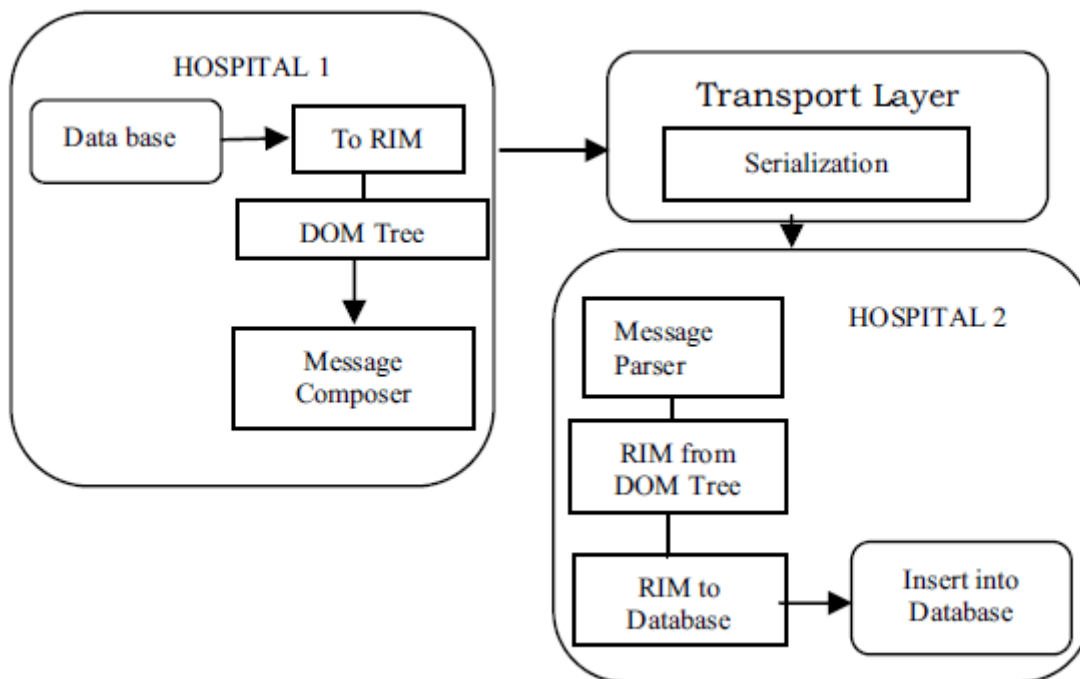 HOSPITAL 1
Data base
To RIM
DOM Tree
Message
Composer
Transport Layer
Serialization
HOSPITAL 2
Message
Parser
RIM from
DOM Tree
RIM to
Database
Insert into
Database